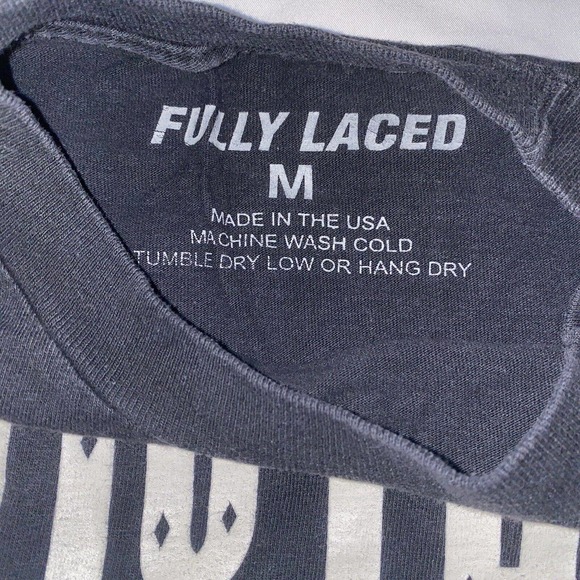 FULLY LACED
M
MADE IN THE USA
MACHINE WASH COLD
TUMBLE DRY LOW OR HANG DRY